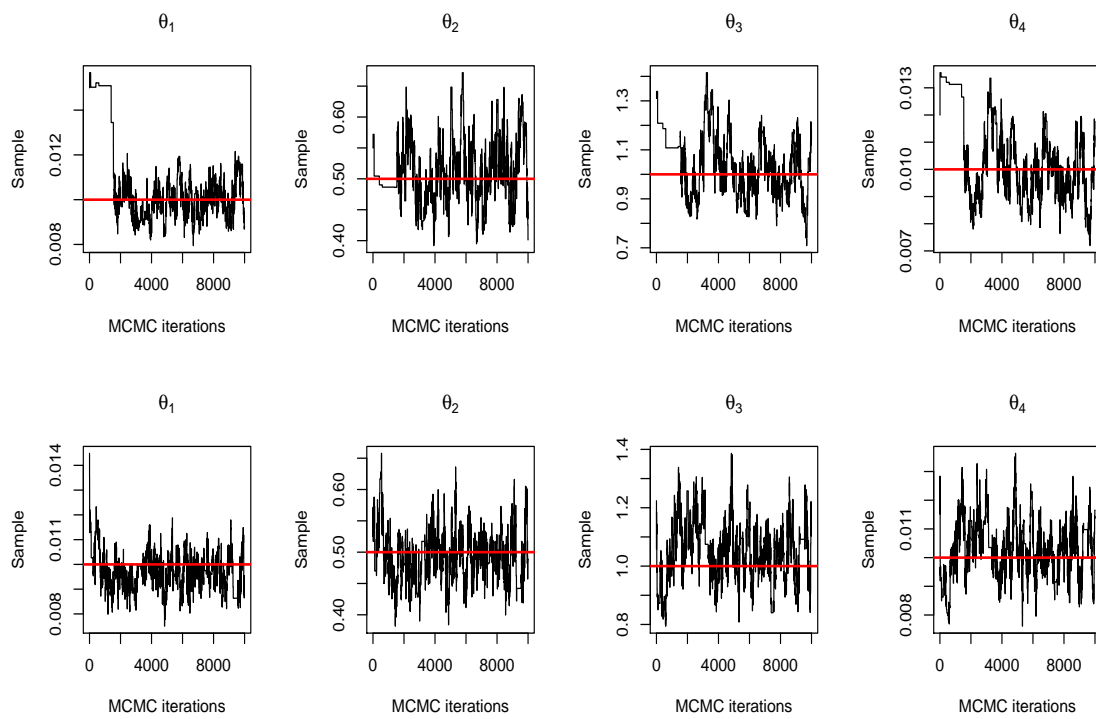 θ1
θ2
θ3
θ4
Sample
0.008
0.012
0 4000 8000
MCMC iterations
Sample
0.40
0.50
0.60
0 4000 8000
MCMC iterations
Sample
0.7
0.9
1.1
1.3
0 4000 8000
MCMC iterations
Sample
0.007
0.010
0.013
0 4000 8000
MCMC iterations
θ1
θ2
θ3
θ4
Sample
0.008
0.011
0.014
0 4000 8000
MCMC iterations
Sample
0.40
0.50
0.60
0 4000 8000
MCMC iterations
Sample
0.8
1.0
1.2
1.4
0 4000 8000
MCMC iterations
Sample
0.008
0.011
0 4000 8000
MCMC iterations